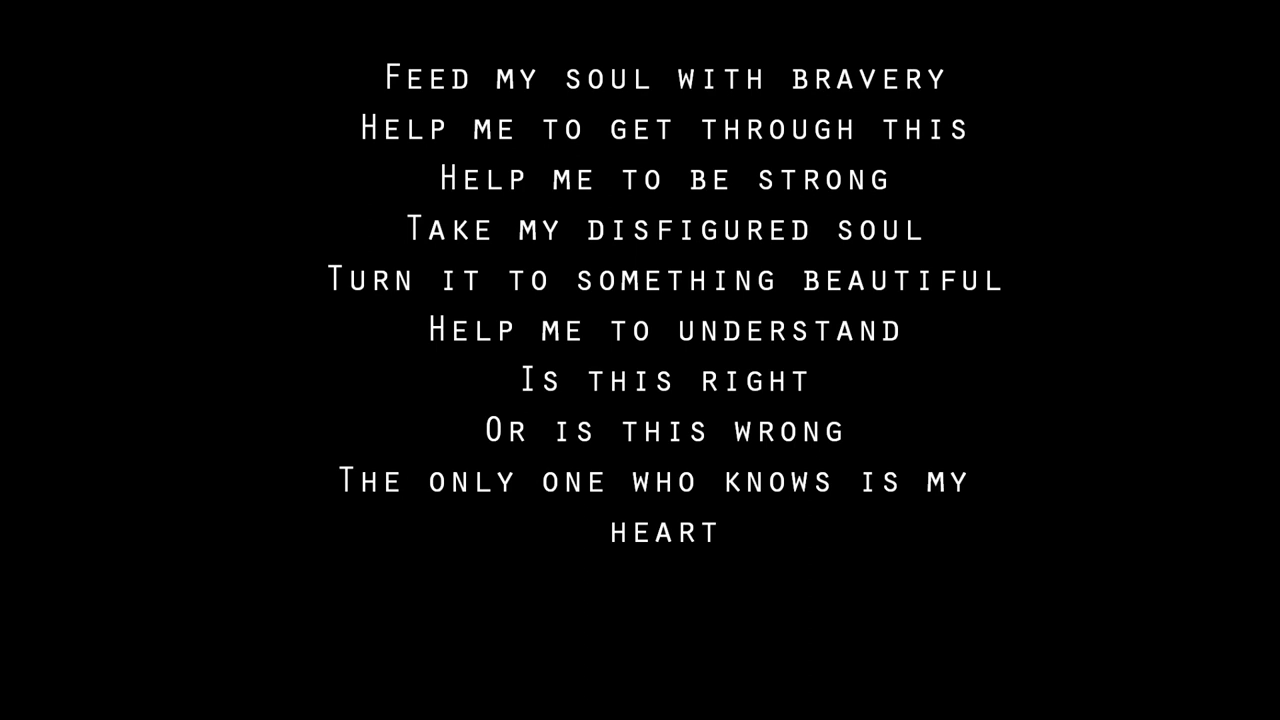 Feed my soul with bravery
Help me to get through this
Help me to be strong
Take my disfigured soul
Turn it to something beautiful
Help me to understand
Is this right
Or is this wrong
The only one who knows is my
heart